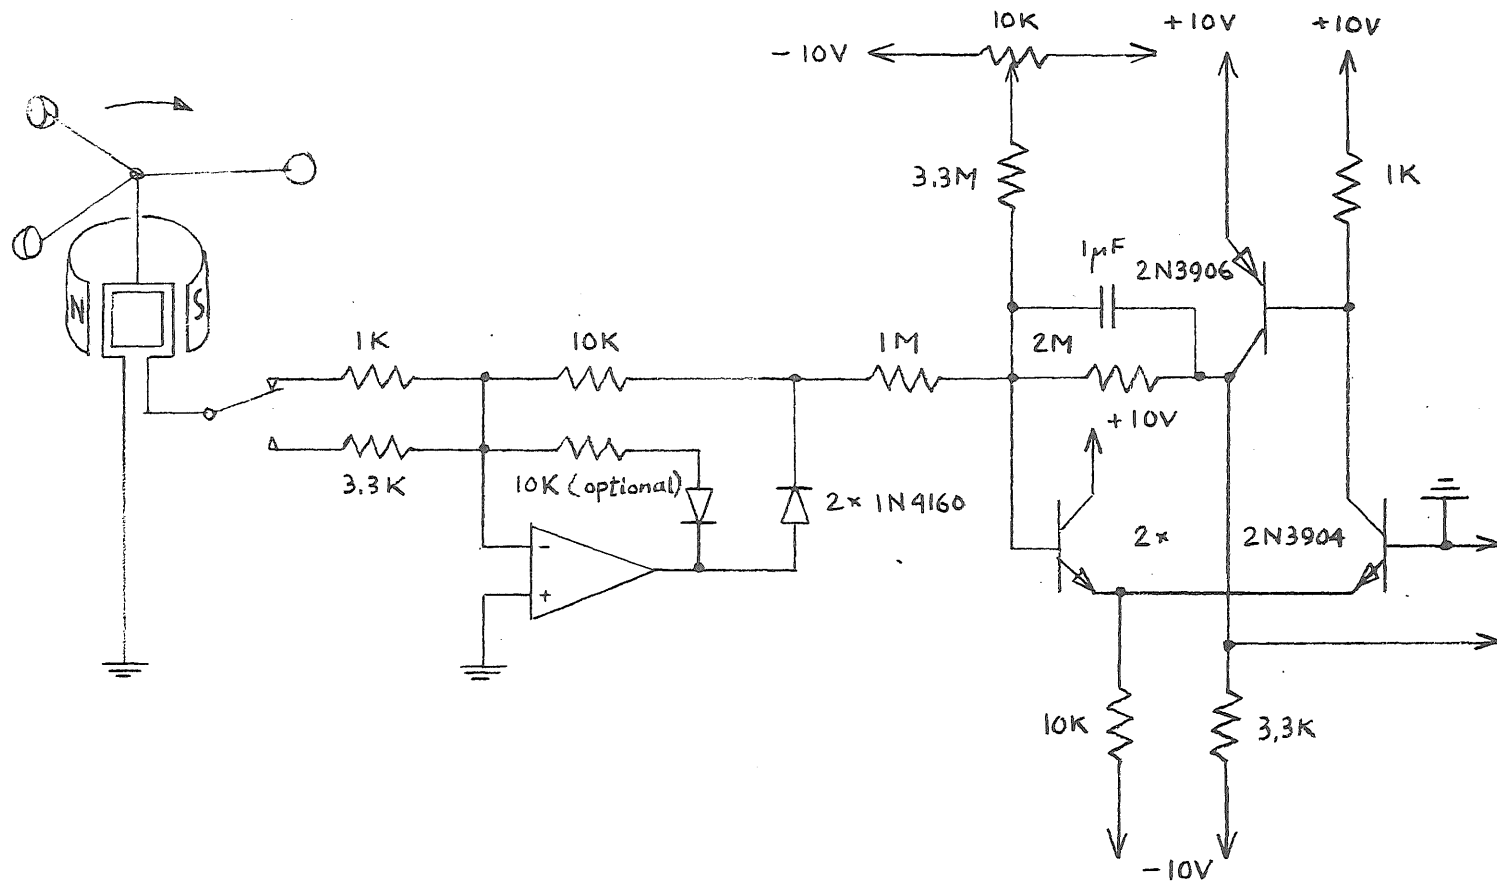 10K
+10V
+10V
-10V
3.3M
1K
1µF
2N3906
N
S
1K
10K
1M
2M
+10V
3.3K
10K (optional)
2× 1N4160
-
+
2×
2N3904
10K
3,3K
-10V